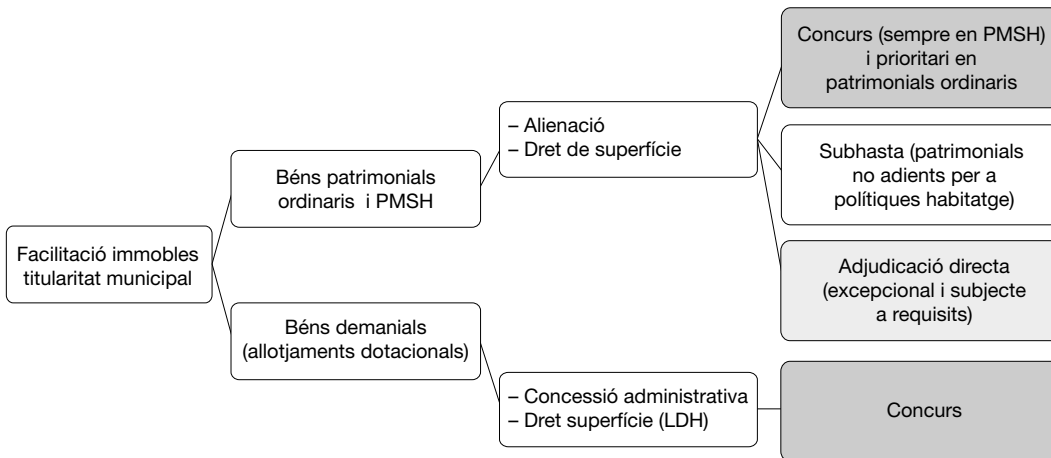 Facilitació immobles
titularitat municipal
Béns patrimonials
ordinaris i PMSH
– Alienació
– Dret de superfície
Concurs (sempre en PMSH)
i prioritari en
patrimonials ordinaris
Subhasta (patrimonials
no adients per a
polítiques habitatge)
Adjudicació directa
(excepcional i subjecte
a requisits)
Béns demanials
(allotjaments dotacionals)
– Concessió administrativa
– Dret superfície (LDH)
Concurs